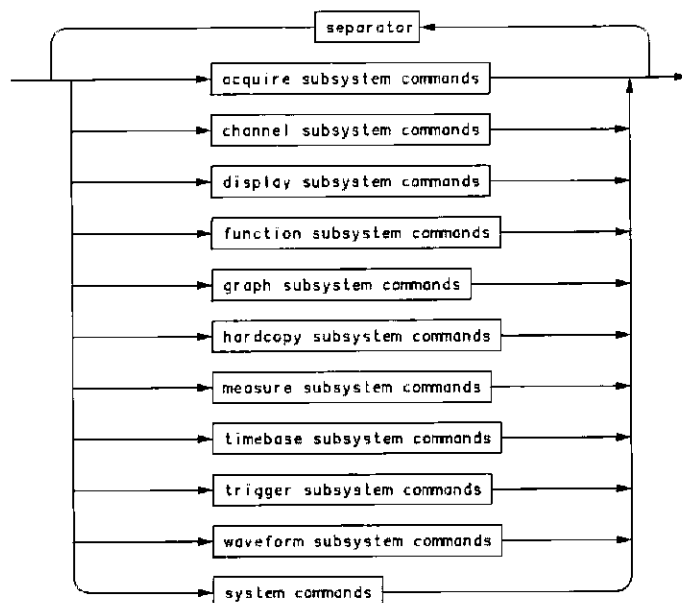 separator
acquire subsystem commands
channel subsystem commands
display subsystem commands
function subsystem commands
graph subsystem commands
hardcopy subsystem commands
measure subsystem commands
timebase subsystem commands
trigger subsystem commands
waveform subsystem commands
system commands